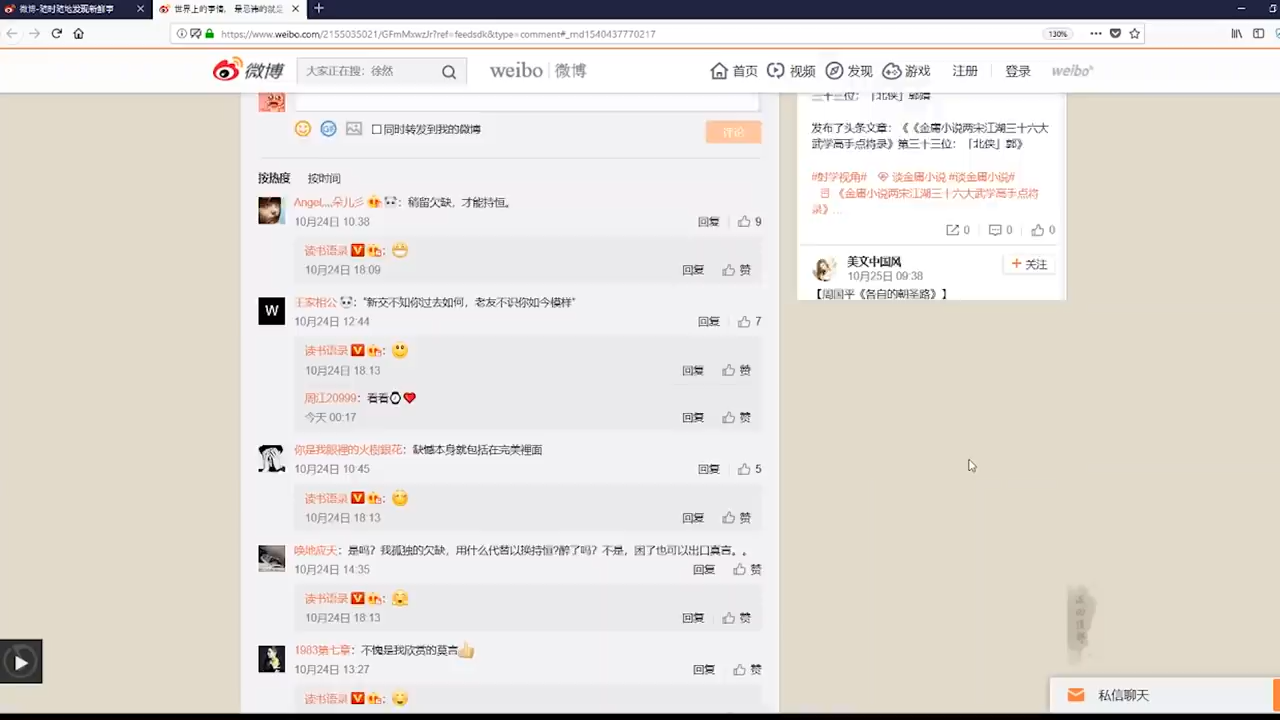 微博-随时随地发现新鲜事
世界上的事情，最忌讳的就是
https://www.weibo.com/2155035021/GFmMxwzJr?ref=feedsdk&type=comment#_rnd1540437770217
130%
微博
大家正在搜：徐然
weibo | 微博
首页
视频
发现
游戏
注册
登录
weibo
同时转发到我的微博
评论
按热度 按时间
Angel灬朵儿彡：稍留欠缺，才能持恒。
10月24日 10:38
回复 9
读书语录：
10月24日 18:09
回复 赞
王家相公：“新交不知你过去如何，老友不识你如今模样”
10月24日 12:44
回复 7
读书语录：
10月24日 18:13
回复 赞
周江20999：看看
今天 00:17
回复 赞
你是我眼裡的火樹銀花：缺憾本身就包括在完美裡面
10月24日 10:45
回复 5
读书语录：
10月24日 18:13
回复 赞
唤地应天：是吗？我孤独的欠缺，用什么代替以换持恒?醉了吗？不是，困了也可以出口真言。。
10月24日 14:35
回复 赞
读书语录：
10月24日 18:13
回复 赞
1983第七章：不愧是我欣赏的莫言
10月24日 13:27
回复 赞
读书语录：
三十三位：「北侠」郭靖
发布了头条文章：《《金庸小说两宋江湖三十六大
武学高手点将录》第三十三位：「北侠」郭》
#射学视角# 谈金庸小说 #谈金庸小说#
《金庸小说两宋江湖三十六大武学高手点将
录》...
0 0 0
美文中国风
10月25日 09:38
+ 关注
【周国平《各自的朝圣路》】
W
私信聊天